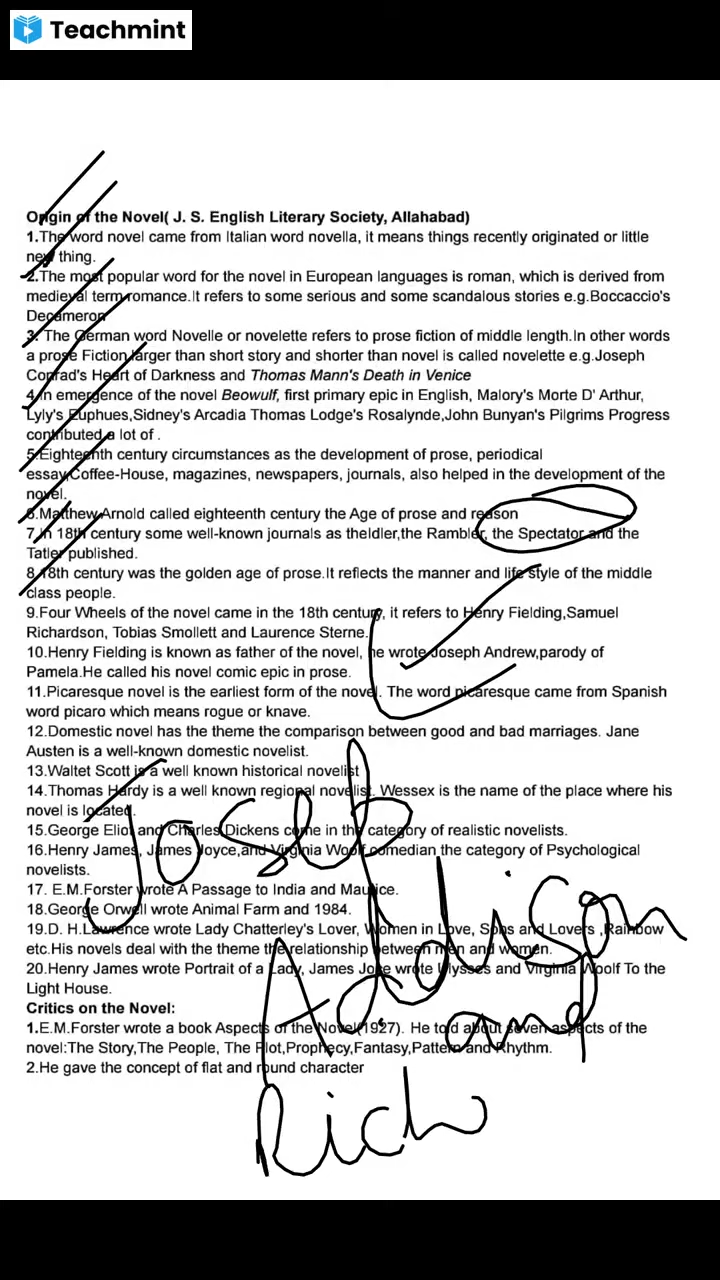 Teachmint
Origin of the Novel( J. S. English Literary Society, Allahabad)
1.The word novel came from Italian word novella, it means things recently originated or little
new thing.
2.The most popular word for the novel in European languages is roman, which is derived from
medieval term romance.It refers to some serious and some scandalous stories e.g.Boccaccio's
Decameron
3. The German word Novelle or novelette refers to prose fiction of middle length.In other words
a prose Fiction larger than short story and shorter than novel is called novelette e.g.Joseph
Conrad's Heart of Darkness and Thomas Mann's Death in Venice
4.In emergence of the novel Beowulf, first primary epic in English, Malory's Morte D' Arthur,
Lyly's Euphues,Sidney's Arcadia Thomas Lodge's Rosalynde,John Bunyan's Pilgrims Progress
contributed a lot of .
5.Eighteenth century circumstances as the development of prose, periodical
essay,Coffee-House, magazines, newspapers, journals, also helped in the development of the
novel.
6.Matthew Arnold called eighteenth century the Age of prose and reason
7.In 18th century some well-known journals as theIdler,the Rambler, the Spectator and the
Tatler published.
8.18th century was the golden age of prose.It reflects the manner and life style of the middle
class people.
9.Four Wheels of the novel came in the 18th century, it refers to Henry Fielding,Samuel
Richardson, Tobias Smollett and Laurence Sterne.
10.Henry Fielding is known as father of the novel, he wrote Joseph Andrew,parody of
Pamela.He called his novel comic epic in prose.
11.Picaresque novel is the earliest form of the novel. The word picaresque came from Spanish
word picaro which means rogue or knave.
12.Domestic novel has the theme the comparison between good and bad marriages. Jane
Austen is a well-known domestic novelist.
13.Waltet Scott is a well known historical novelist
14.Thomas Hardy is a well known regional novelist. Wessex is the name of the place where his
novel is located.
15.George Eliot and Charles Dickens come in the category of realistic novelists.
16.Henry James, James Joyce,and Virginia Woolf comedian the category of Psychological
novelists.
17. E.M.Forster wrote A Passage to India and Maurice.
18.George Orwell wrote Animal Farm and 1984.
19.D. H.Lawrence wrote Lady Chatterley's Lover, Women in Love, Sons and Lovers ,Rainbow
etc.His novels deal with the theme the relationship between men and women.
20.Henry James wrote Portrait of a Lady, James Joke wrote Ulysses and Virginia Woolf To the
Light House.
Critics on the Novel:
1.E.M.Forster wrote a book Aspects of the Novel(1927). He told about seven aspects of the
novel:The Story,The People, The Plot,Prophecy,Fantasy,Pattern and Rhythm.
2.He gave the concept of flat and round character
Addison
and
Rich